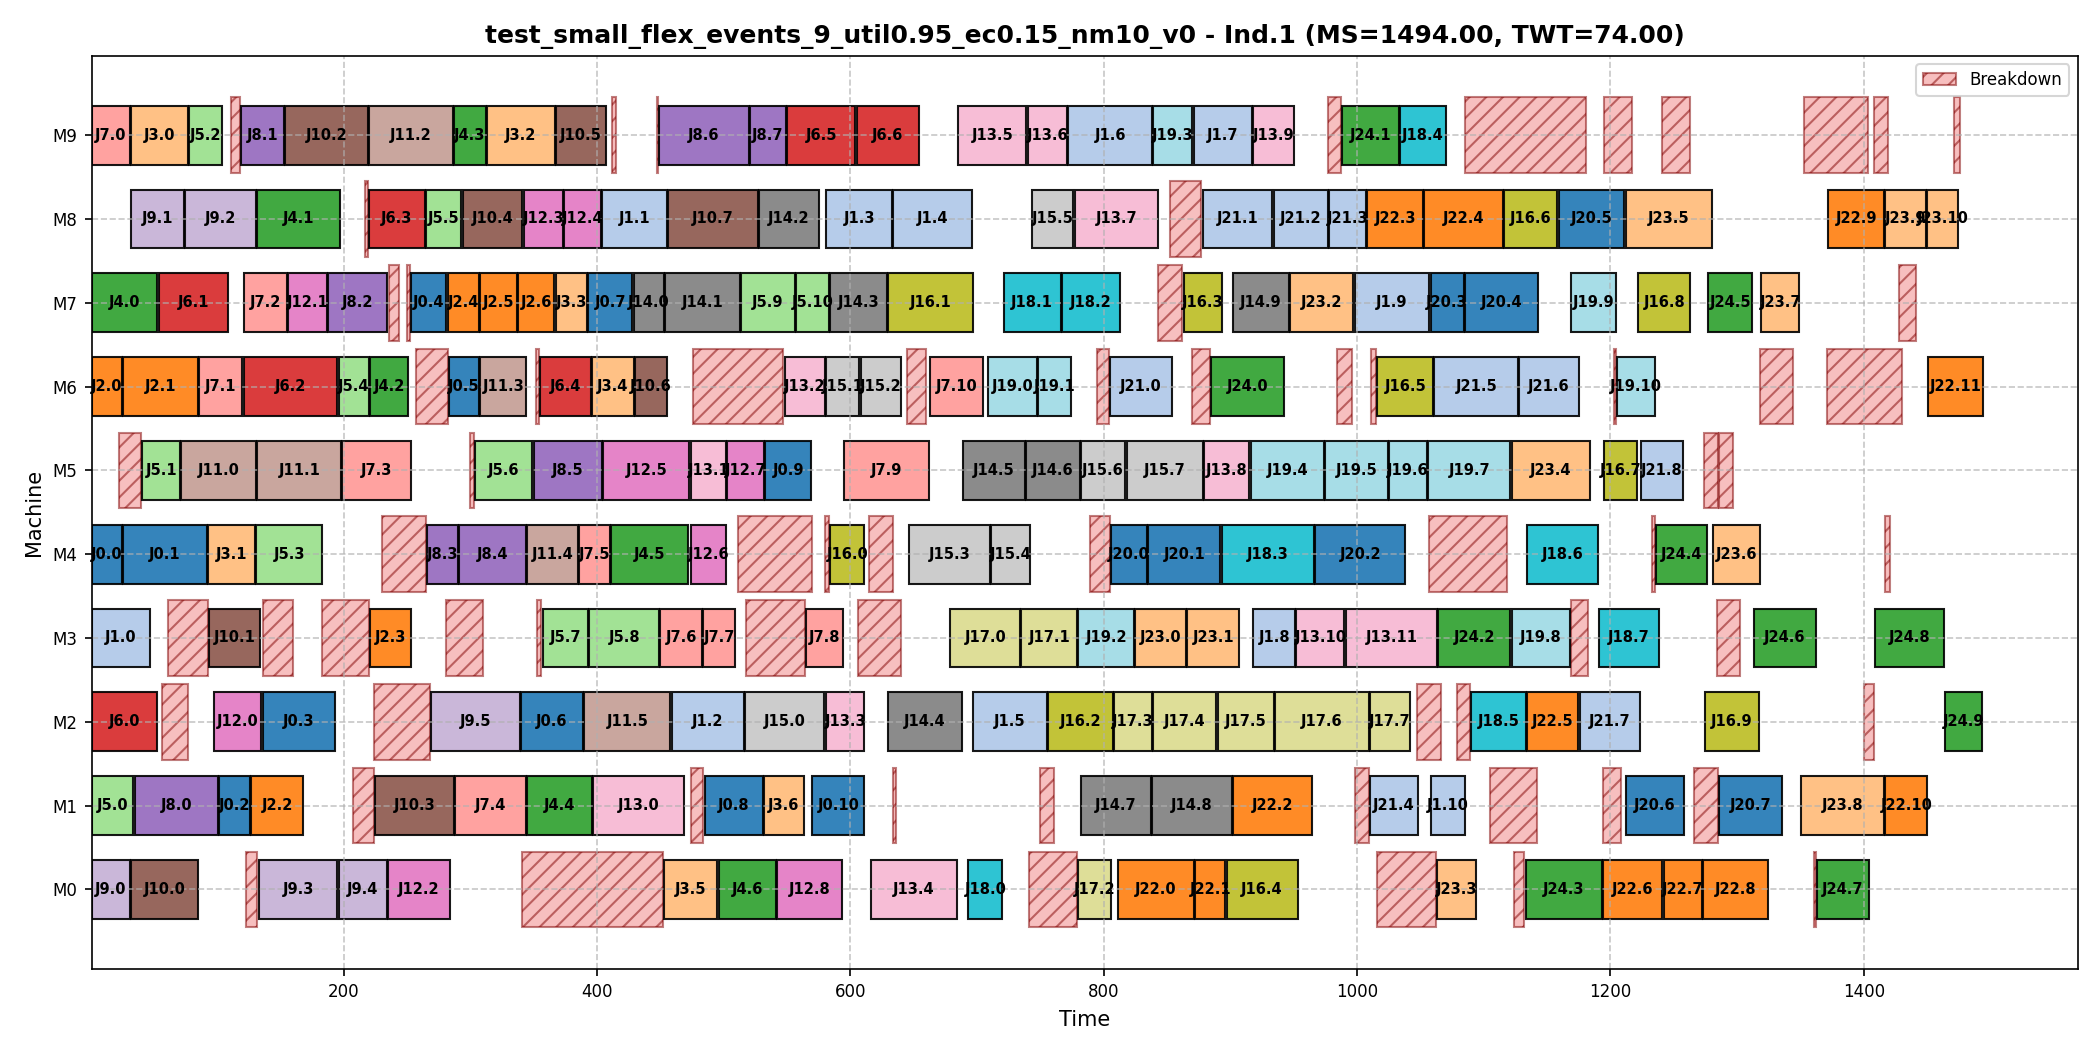 test_small_flex_events_9_util0.95_ec0.15_nm10_v0 - Ind.1 (MS=1494.00, TWT=74.00)
Breakdown
M9 J7.0 J3.0 J5.2 J8.1 J10.2 J11.2 J4.3 J3.2 J10.5 J8.6 J8.7 J6.5 J6.6 J13.5 J13.6 J1.6 J19.3 J1.7 J13.9 J24.1 J18.4
M8 J9.1 J9.2 J4.1 J6.3 J5.5 J10.4 J12.3 J12.4 J1.1 J10.7 J14.2 J1.3 J1.4 J15.5 J13.7 J21.1 J21.2 J21.3 J22.3 J22.4 J16.6 J20.5 J23.5 J22.9 J23.9 J23.10
M7 J4.0 J6.1 J7.2 J12.1 J8.2 J0.4 J2.4 J2.5 J2.6 J3.3 J0.7 J14.0 J14.1 J5.9 J5.10 J14.3 J16.1 J18.1 J18.2 J16.3 J14.9 J23.2 J1.9 J20.3 J20.4 J19.9 J16.8 J24.5 J23.7
M6 J2.0 J2.1 J7.1 J6.2 J5.4 J4.2 J0.5 J11.3 J6.4 J3.4 J10.6 J13.2 J15.1 J15.2 J7.10 J19.0 J19.1 J21.0 J24.0 J16.5 J21.5 J21.6 J19.10 J22.11
M5 J5.1 J11.0 J11.1 J7.3 J5.6 J8.5 J12.5 J13.1 J12.7 J0.9 J7.9 J14.5 J14.6 J15.6 J15.7 J13.8 J19.4 J19.5 J19.6 J19.7 J23.4 J16.7 J21.8
M4 J0.0 J0.1 J3.1 J5.3 J8.3 J8.4 J11.4 J7.5 J4.5 J12.6 J16.0 J15.3 J15.4 J20.0 J20.1 J18.3 J20.2 J18.6 J24.4 J23.6
M3 J1.0 J10.1 J2.3 J5.7 J5.8 J7.6 J7.7 J7.8 J17.0 J17.1 J19.2 J23.0 J23.1 J1.8 J13.10 J13.11 J24.2 J19.8 J18.7 J24.6 J24.8
M2 J6.0 J12.0 J0.3 J9.5 J0.6 J11.5 J1.2 J15.0 J13.3 J14.4 J1.5 J16.2 J17.3 J17.4 J17.5 J17.6 J17.7 J18.5 J22.5 J21.7 J16.9 J24.9
M1 J5.0 J8.0 J0.2 J2.2 J10.3 J7.4 J4.4 J13.0 J0.8 J3.6 J0.10 J14.7 J14.8 J22.2 J21.4 J1.10 J20.6 J20.7 J23.8 J22.10
M0 J9.0 J10.0 J9.3 J9.4 J12.2 J3.5 J4.6 J12.8 J13.4 J18.0 J17.2 J22.0 J22.1 J16.4 J23.3 J24.3 J22.6 J22.7 J22.8 J24.7
Machine
200 400 600 800 1000 1200 1400
Time